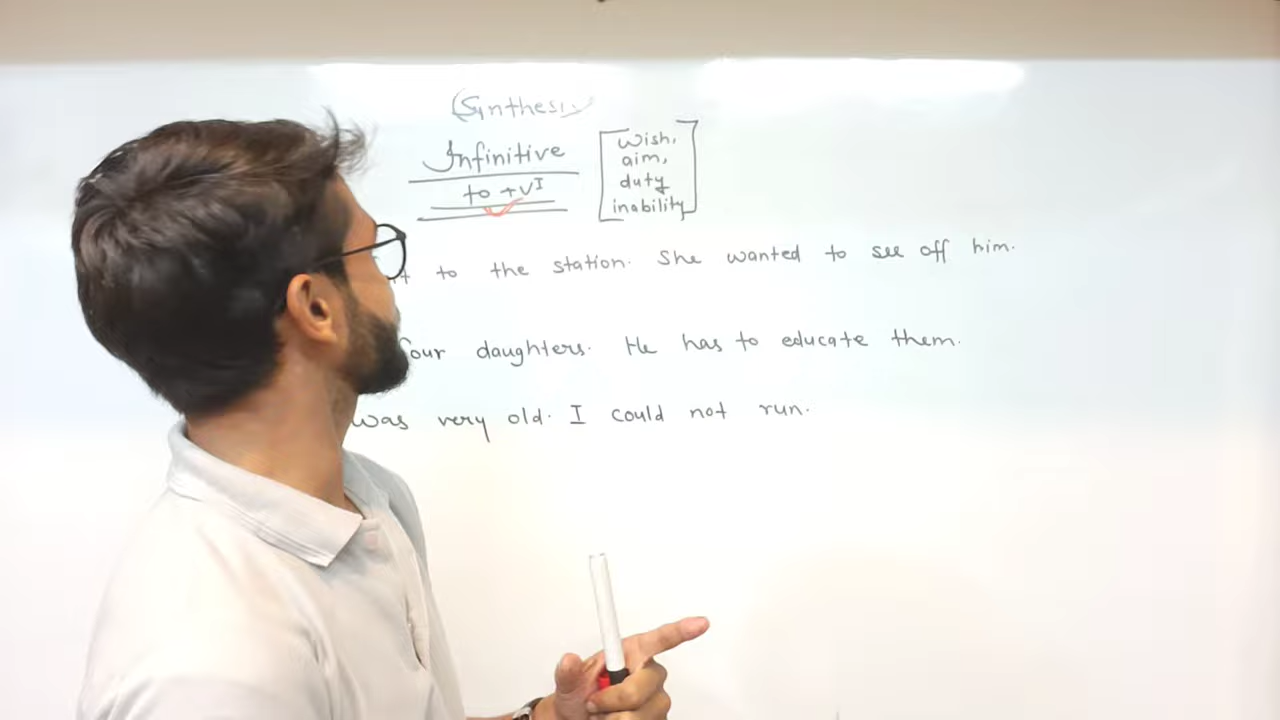 (Synthesis)
Infinitive
to + V^I
[Wish,
aim,
duty
inability]
to the station. She wanted to see off him.
four daughters. He has to educate them.
was very old. I could not run.